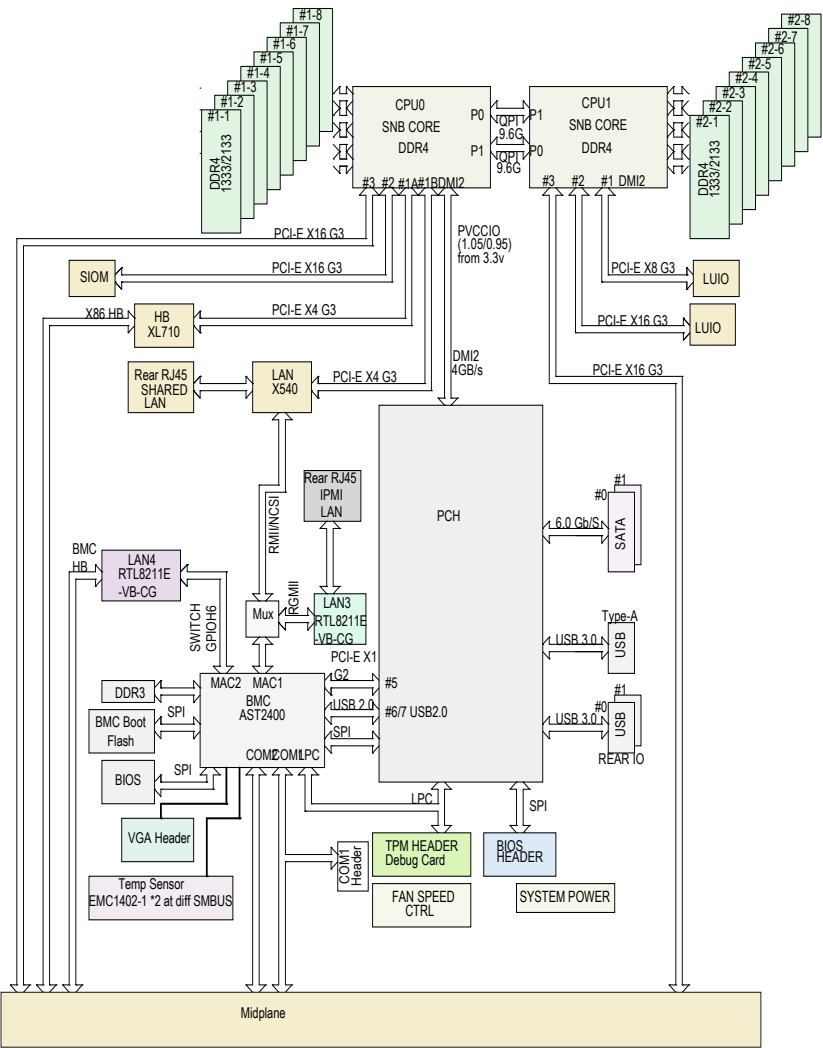 #1-8
#1-7
#1-6
#1-5
#1-4
#1-3
#1-2
#1-1
DDR4
1333/2133
CPU0
SNB CORE
DDR4
P0
P1
#3 #2 #1A #1B DMI2
QPI
9.6G
QPI
9.6G
CPU1
SNB CORE
DDR4
P1
P0
#3 #2 #1 DMI2
#2-8
#2-7
#2-6
#2-5
#2-4
#2-3
#2-2
#2-1
DDR4
1333/2133
PCI-E X16 G3
PVCCIO
(1.05/0.95)
from 3.3v
SIOM
PCI-E X16 G3
PCI-E X8 G3
LUIO
X86 HB
HB
XL710
PCI-E X4 G3
PCI-E X16 G3
LUIO
DMI2
4GB/s
Rear RJ45
SHARED
LAN
LAN
X540
PCI-E X4 G3
PCI-E X16 G3
RMII/NCSI
Rear RJ45
IPMI
LAN
PCH
#1
#0
6.0 Gb/S
SATA
BMC
HB
LAN4
RTL8211E
-VB-CG
SWITCH
GPIOH6
Mux
RGMII
LAN3
RTL8211E
-VB-CG
Type-A
USB 3.0
USB
PCI-E X1
G2
#5
MAC2 MAC1
BMC
AST2400
USB 2.0
#6/7 USB2.0
SPI
COM2 COM1 LPC
DDR3
BMC Boot
Flash
SPI
#1
#0
USB 3.0
USB
REAR IO
BIOS
SPI
LPC
SPI
VGA Header
COM1
Header
TPM HEADER
Debug Card
BIOS
HEADER
Temp Sensor
EMC1402-1 *2 at diff SMBUS
FAN SPEED
CTRL
SYSTEM POWER
Midplane